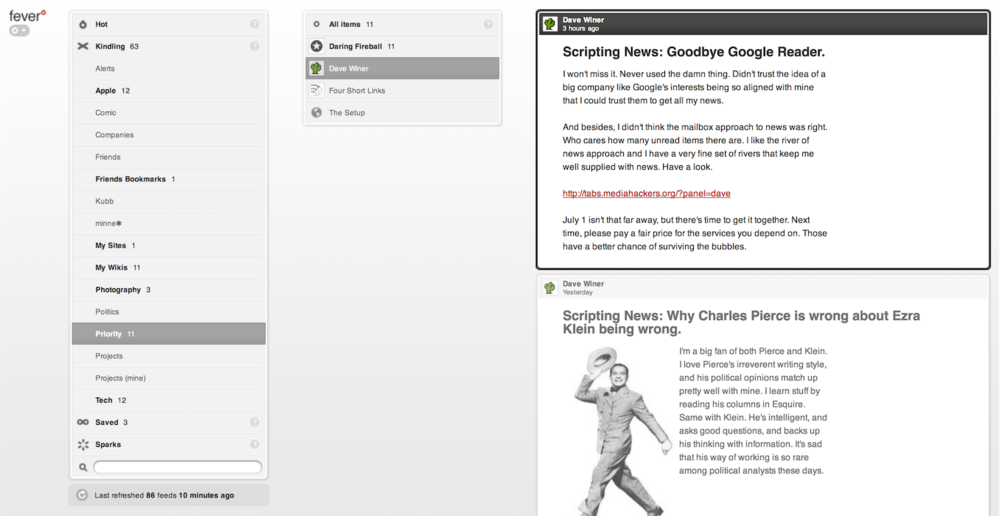 fever°
Hot ?
Kindling 63 ?
Alerts
Apple 12
Comic
Companies
Friends
Friends Bookmarks 1
Kubb
minne✱
My Sites 1
My Wikis 11
Photography 3
Politics
Priority 11
Projects
Projects (mine)
Tech 12
Saved 3 ?
Sparks ?
Last refreshed 86 feeds 10 minutes ago
All items 11 ?
Daring Fireball 11
Dave Winer
Four Short Links
The Setup
Dave Winer
3 hours ago
Scripting News: Goodbye Google Reader.
I won't miss it. Never used the damn thing. Didn't trust the idea of a
big company like Google's interests being so aligned with mine
that I could trust them to get all my news.
And besides, I didn't think the mailbox approach to news was right.
Who cares how many unread items there are. I like the river of
news approach and I have a very fine set of rivers that keep me
well supplied with news. Have a look.
http://tabs.mediahackers.org/?panel=dave
July 1 isn't that far away, but there's time to get it together. Next
time, please pay a fair price for the services you depend on. Those
have a better chance of surviving the bubbles.
Dave Winer
Yesterday
Scripting News: Why Charles Pierce is wrong about Ezra
Klein being wrong.
I'm a big fan of both Pierce and Klein.
I love Pierce's irreverent writing style,
and his political opinions match up
pretty well with mine. I learn stuff by
reading his columns in Esquire.
Same with Klein. He's intelligent, and
asks good questions, and backs up
his thinking with information. It's sad
that his way of working is so rare
among political analysts these days.